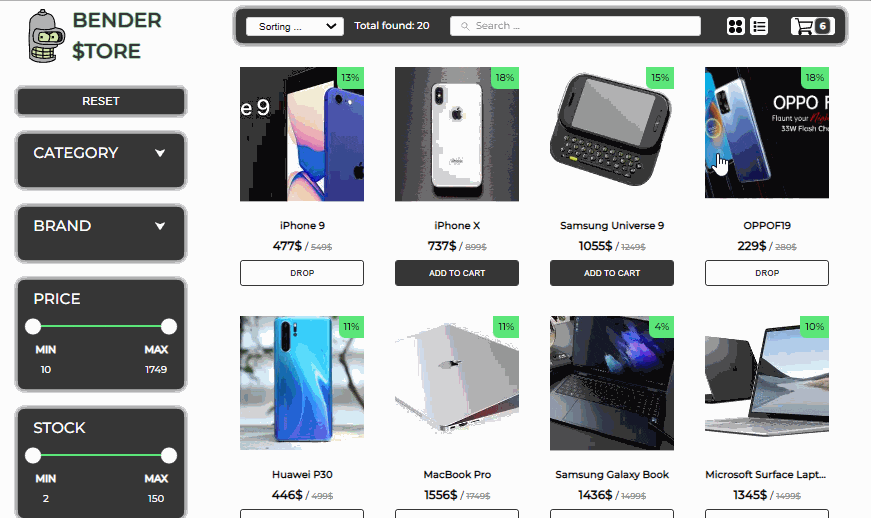 BENDER
$TORE
Sorting ...
Total found: 20
Search ...
6
RESET
CATEGORY
BRAND
PRICE
MIN
MAX
10
1749
STOCK
MIN
MAX
2
150
13%
e 9
18%
15%
18%
OPPO F
Flaunt your
33W Flash Cha
iPhone 9
iPhone X
Samsung Universe 9
OPPOF19
477$ / 549$
737$ / 899$
1055$ / 1249$
229$ / 280$
DROP
ADD TO CART
ADD TO CART
DROP
11%
11%
4%
10%
Huawei P30
MacBook Pro
Samsung Galaxy Book
Microsoft Surface Lapt...
446$ / 499$
1556$ / 1749$
1436$ / 1499$
1345$ / 1499$